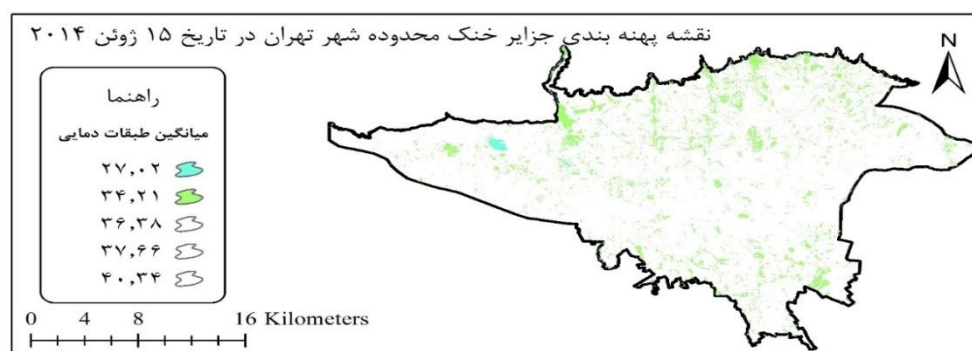 نقشه پهنه بندی جزایر خنک محدوده شهر تهران در تاریخ ۱۵ ژوئن ۲۰۱۴
N
راهنما
میانگین طبقات دمایی
۲۷,۰۲
۳۴,۲۱
۳۶,۳۸
۳۷,۶۶
۴۰,۳۴
0 4 8 16 Kilometers